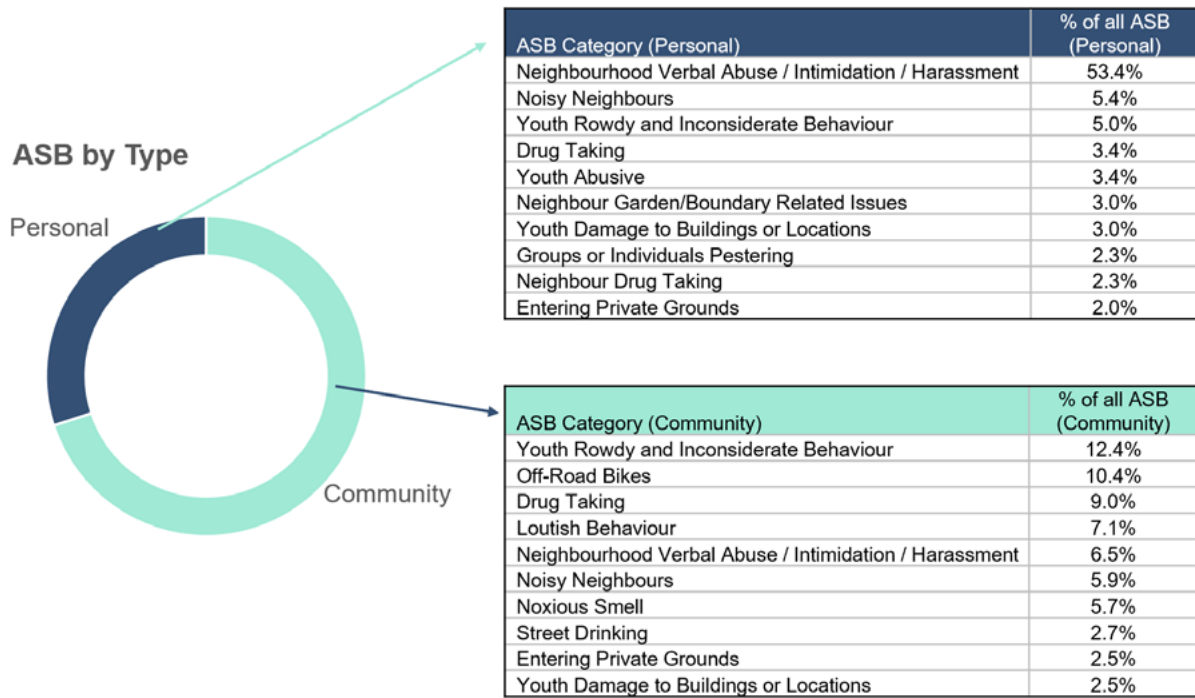 ASB by Type
Personal
Community
ASB Category (Personal) % of all ASB (Personal)
Neighbourhood Verbal Abuse / Intimidation / Harassment 53.4%
Noisy Neighbours 5.4%
Youth Rowdy and Inconsiderate Behaviour 5.0%
Drug Taking 3.4%
Youth Abusive 3.4%
Neighbour Garden/Boundary Related Issues 3.0%
Youth Damage to Buildings or Locations 3.0%
Groups or Individuals Pestering 2.3%
Neighbour Drug Taking 2.3%
Entering Private Grounds 2.0%
ASB Category (Community) % of all ASB (Community)
Youth Rowdy and Inconsiderate Behaviour 12.4%
Off-Road Bikes 10.4%
Drug Taking 9.0%
Loutish Behaviour 7.1%
Neighbourhood Verbal Abuse / Intimidation / Harassment 6.5%
Noisy Neighbours 5.9%
Noxious Smell 5.7%
Street Drinking 2.7%
Entering Private Grounds 2.5%
Youth Damage to Buildings or Locations 2.5%